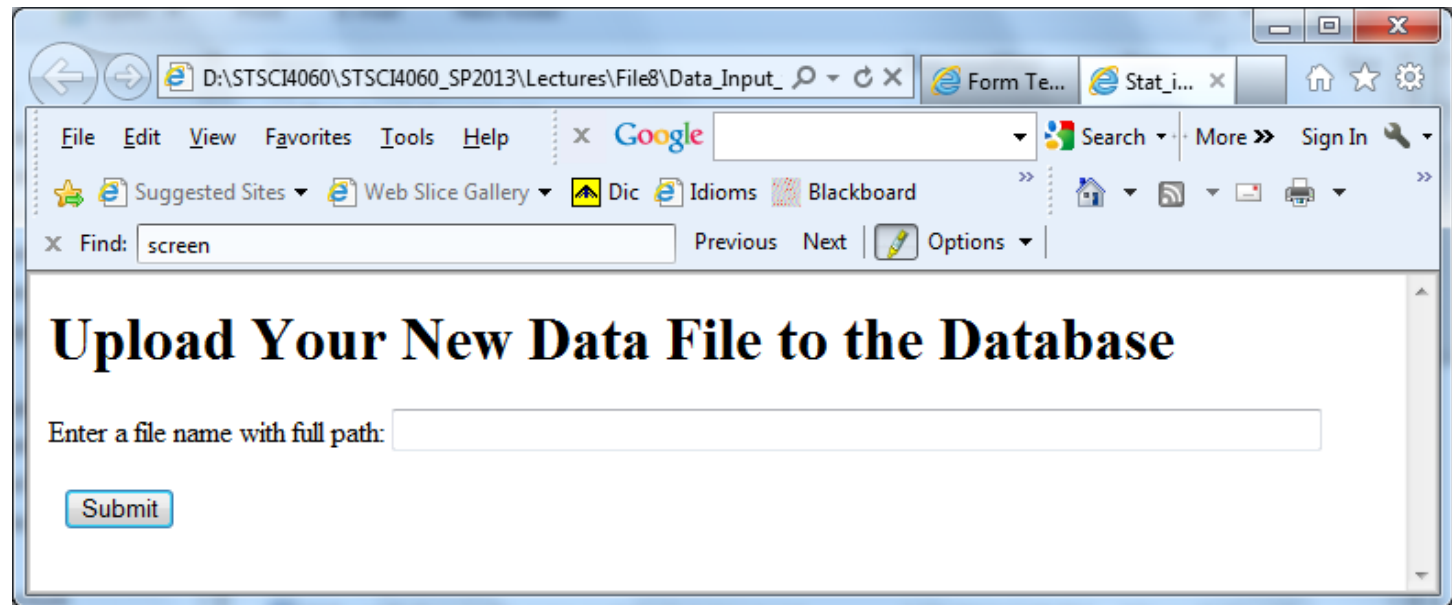 D:\STSCI4060\STSCI4060_SP2013\Lectures\File8\Data_Input_ Form Te... Stat_i...
File Edit View Favorites Tools Help x Google Search More » Sign In
Suggested Sites Web Slice Gallery Dic Idioms Blackboard »  »
x Find: screen Previous Next Options
Upload Your New Data File to the Database
Enter a file name with full path:
Submit